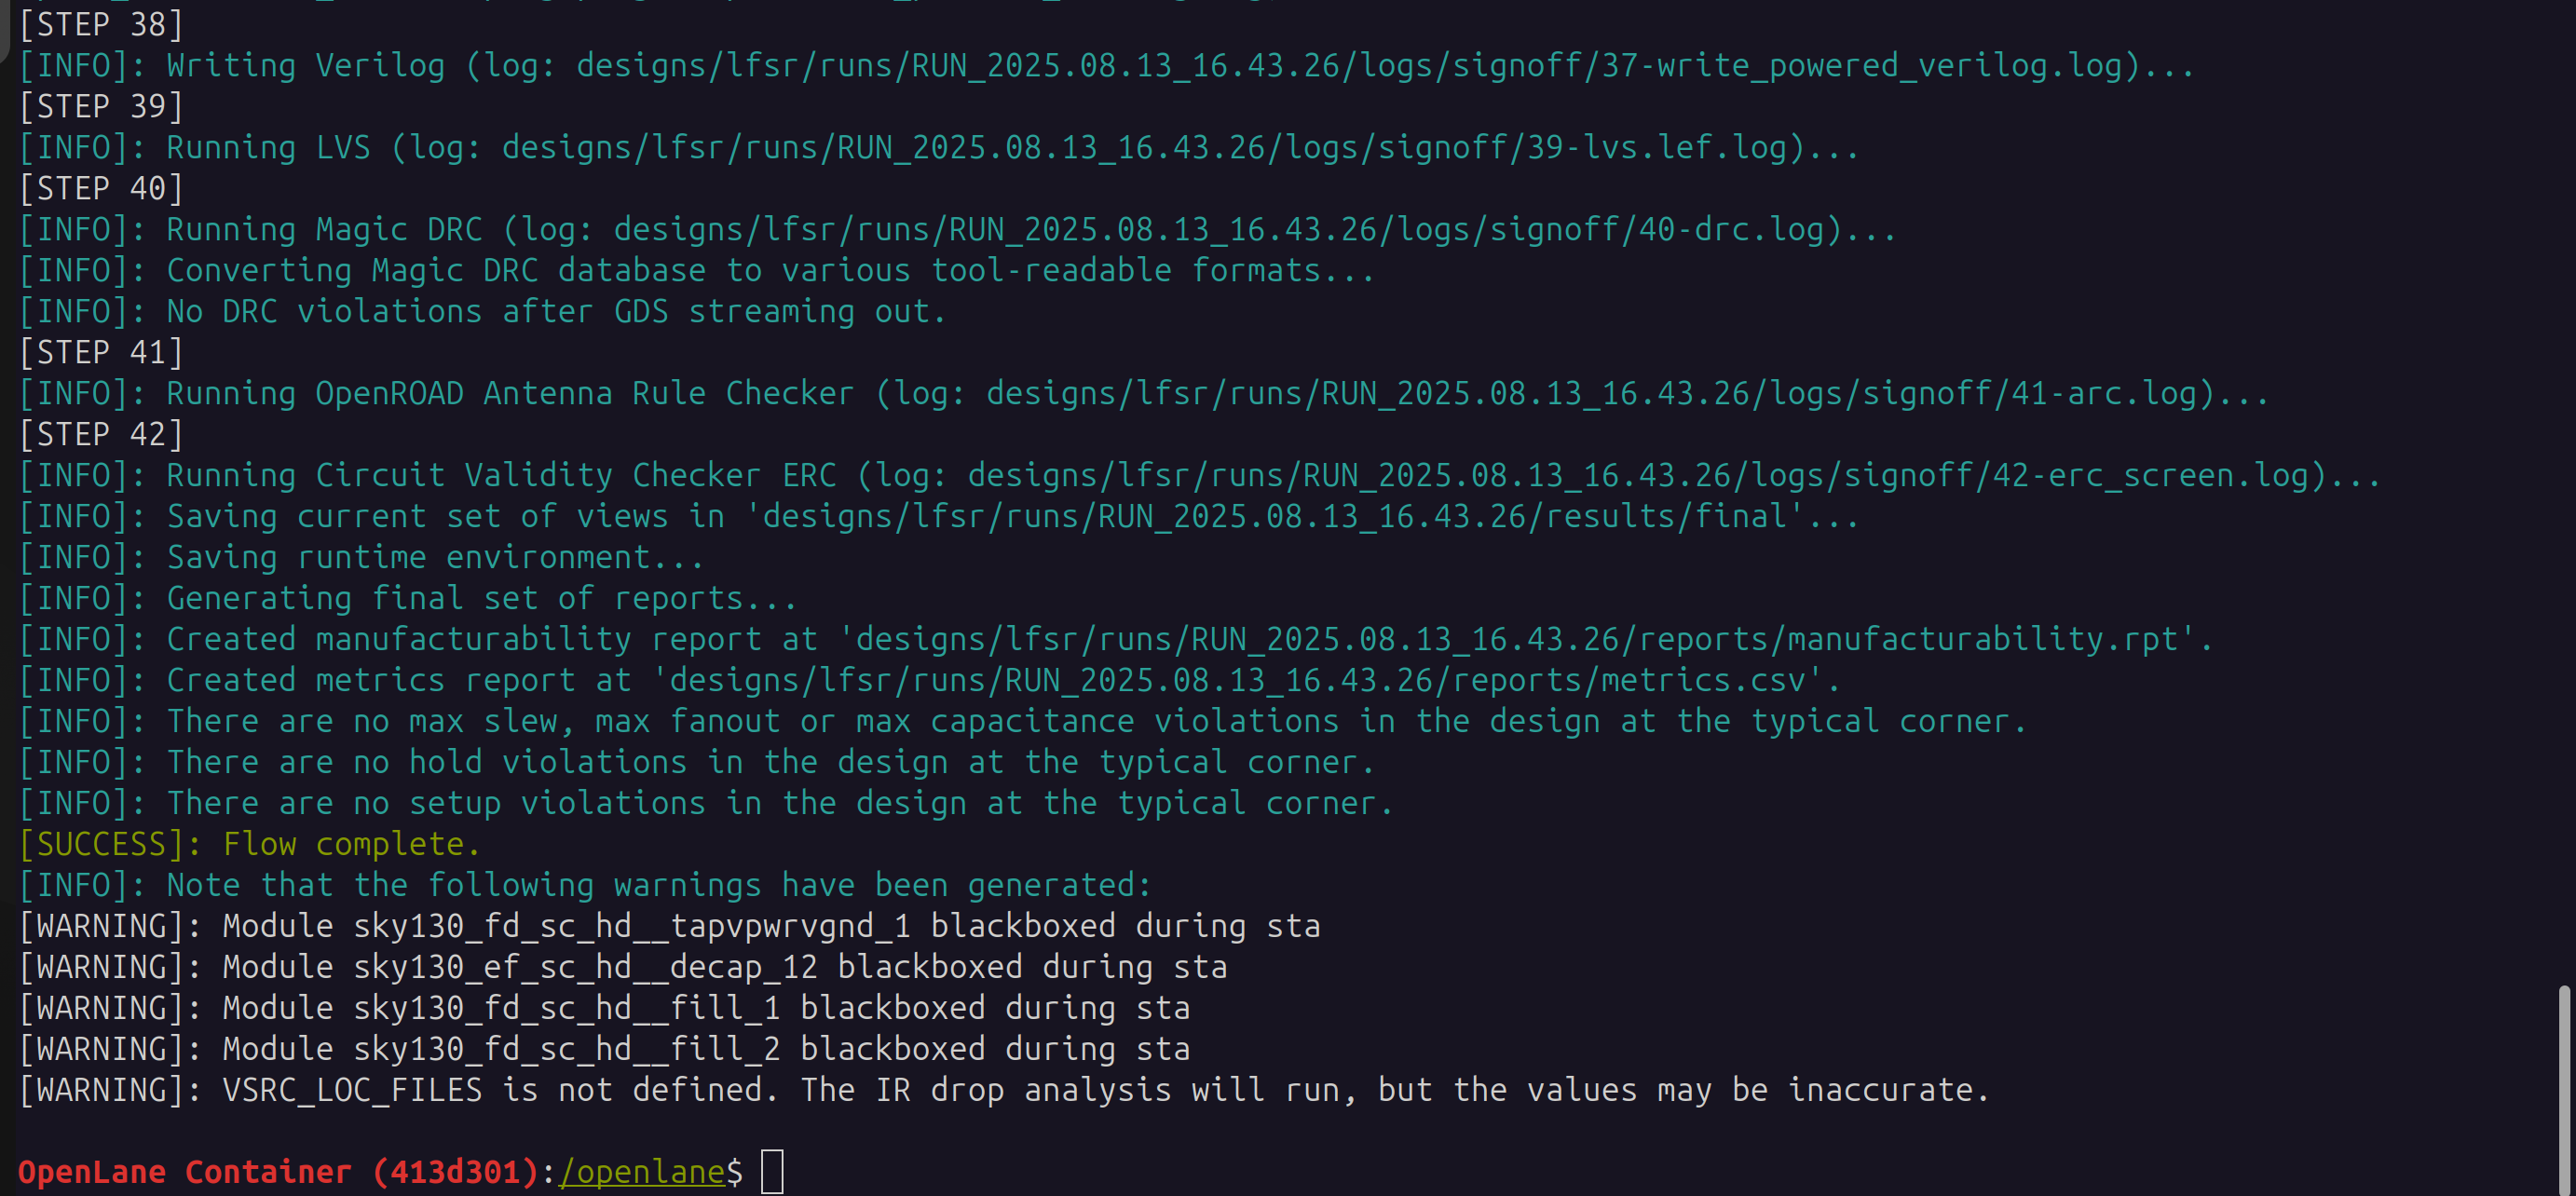 [STEP 38]
[INFO]: Writing Verilog (log: designs/lfsr/runs/RUN_2025.08.13_16.43.26/logs/signoff/37-write_powered_verilog.log)...
[STEP 39]
[INFO]: Running LVS (log: designs/lfsr/runs/RUN_2025.08.13_16.43.26/logs/signoff/39-lvs.lef.log)...
[STEP 40]
[INFO]: Running Magic DRC (log: designs/lfsr/runs/RUN_2025.08.13_16.43.26/logs/signoff/40-drc.log)...
[INFO]: Converting Magic DRC database to various tool-readable formats...
[INFO]: No DRC violations after GDS streaming out.
[STEP 41]
[INFO]: Running OpenROAD Antenna Rule Checker (log: designs/lfsr/runs/RUN_2025.08.13_16.43.26/logs/signoff/41-arc.log)...
[STEP 42]
[INFO]: Running Circuit Validity Checker ERC (log: designs/lfsr/runs/RUN_2025.08.13_16.43.26/logs/signoff/42-erc_screen.log)...
[INFO]: Saving current set of views in 'designs/lfsr/runs/RUN_2025.08.13_16.43.26/results/final'...
[INFO]: Saving runtime environment...
[INFO]: Generating final set of reports...
[INFO]: Created manufacturability report at 'designs/lfsr/runs/RUN_2025.08.13_16.43.26/reports/manufacturability.rpt'.
[INFO]: Created metrics report at 'designs/lfsr/runs/RUN_2025.08.13_16.43.26/reports/metrics.csv'.
[INFO]: There are no max slew, max fanout or max capacitance violations in the design at the typical corner.
[INFO]: There are no hold violations in the design at the typical corner.
[INFO]: There are no setup violations in the design at the typical corner.
[SUCCESS]: Flow complete.
[INFO]: Note that the following warnings have been generated:
[WARNING]: Module sky130_fd_sc_hd__tapvpwrvgnd_1 blackboxed during sta
[WARNING]: Module sky130_ef_sc_hd__decap_12 blackboxed during sta
[WARNING]: Module sky130_fd_sc_hd__fill_1 blackboxed during sta
[WARNING]: Module sky130_fd_sc_hd__fill_2 blackboxed during sta
[WARNING]: VSRC_LOC_FILES is not defined. The IR drop analysis will run, but the values may be inaccurate.
OpenLane Container (413d301):/openlane$